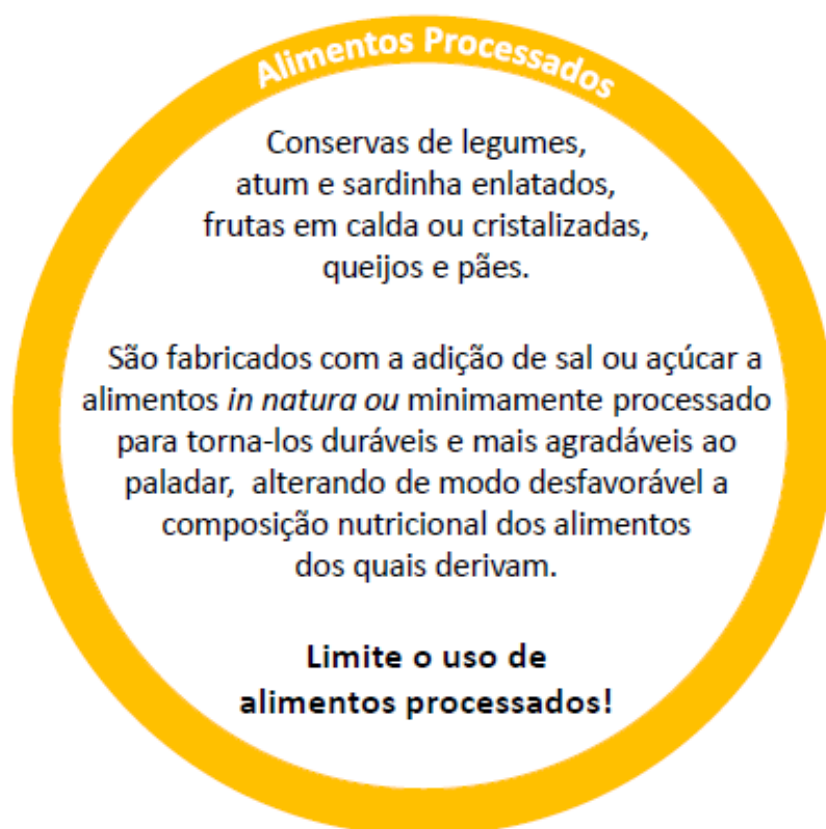 Alimentos Processados
Conservas de legumes,
atum e sardinha enlatados,
frutas em calda ou cristalizadas,
queijos e pães.
São fabricados com a adição de sal ou açúcar a
alimentos in natura ou minimamente processado
para torna-los duráveis e mais agradáveis ao
paladar, alterando de modo desfavorável a
composição nutricional dos alimentos
dos quais derivam.
Limite o uso de
alimentos processados!